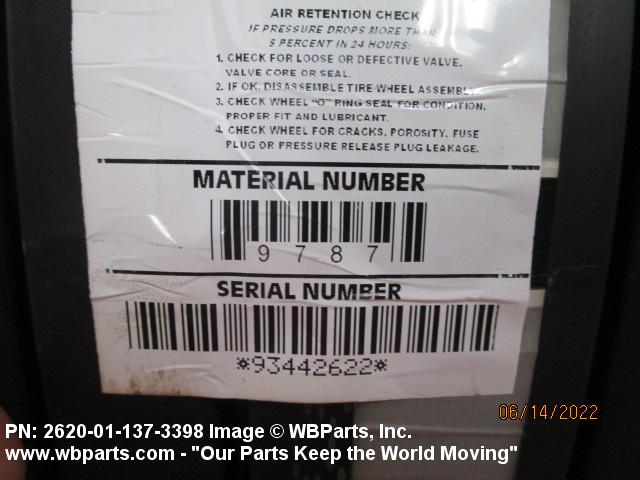 AIR RETENTION CHECK
IF PRESSURE DROPS MORE THAN
5 PERCENT IN 24 HOURS:
1. CHECK FOR LOOSE OR DEFECTIVE VALVE,
VALVE CORE OR SEAL.
2. IF OK, DISASSEMBLE TIRE/WHEEL ASSEMBLY.
3. CHECK WHEEL "O" RING SEAL FOR CONDITION,
PROPER FIT AND LUBRICANT.
4. CHECK WHEEL FOR CRACKS, POROSITY, FUSE
PLUG OR PRESSURE RELEASE PLUG LEAKAGE.
MATERIAL NUMBER
9787
SERIAL NUMBER
*93442622*
06/14/2022
PN: 2620-01-137-3398 Image © WBParts, Inc.
www.wbparts.com - "Our Parts Keep the World Moving"